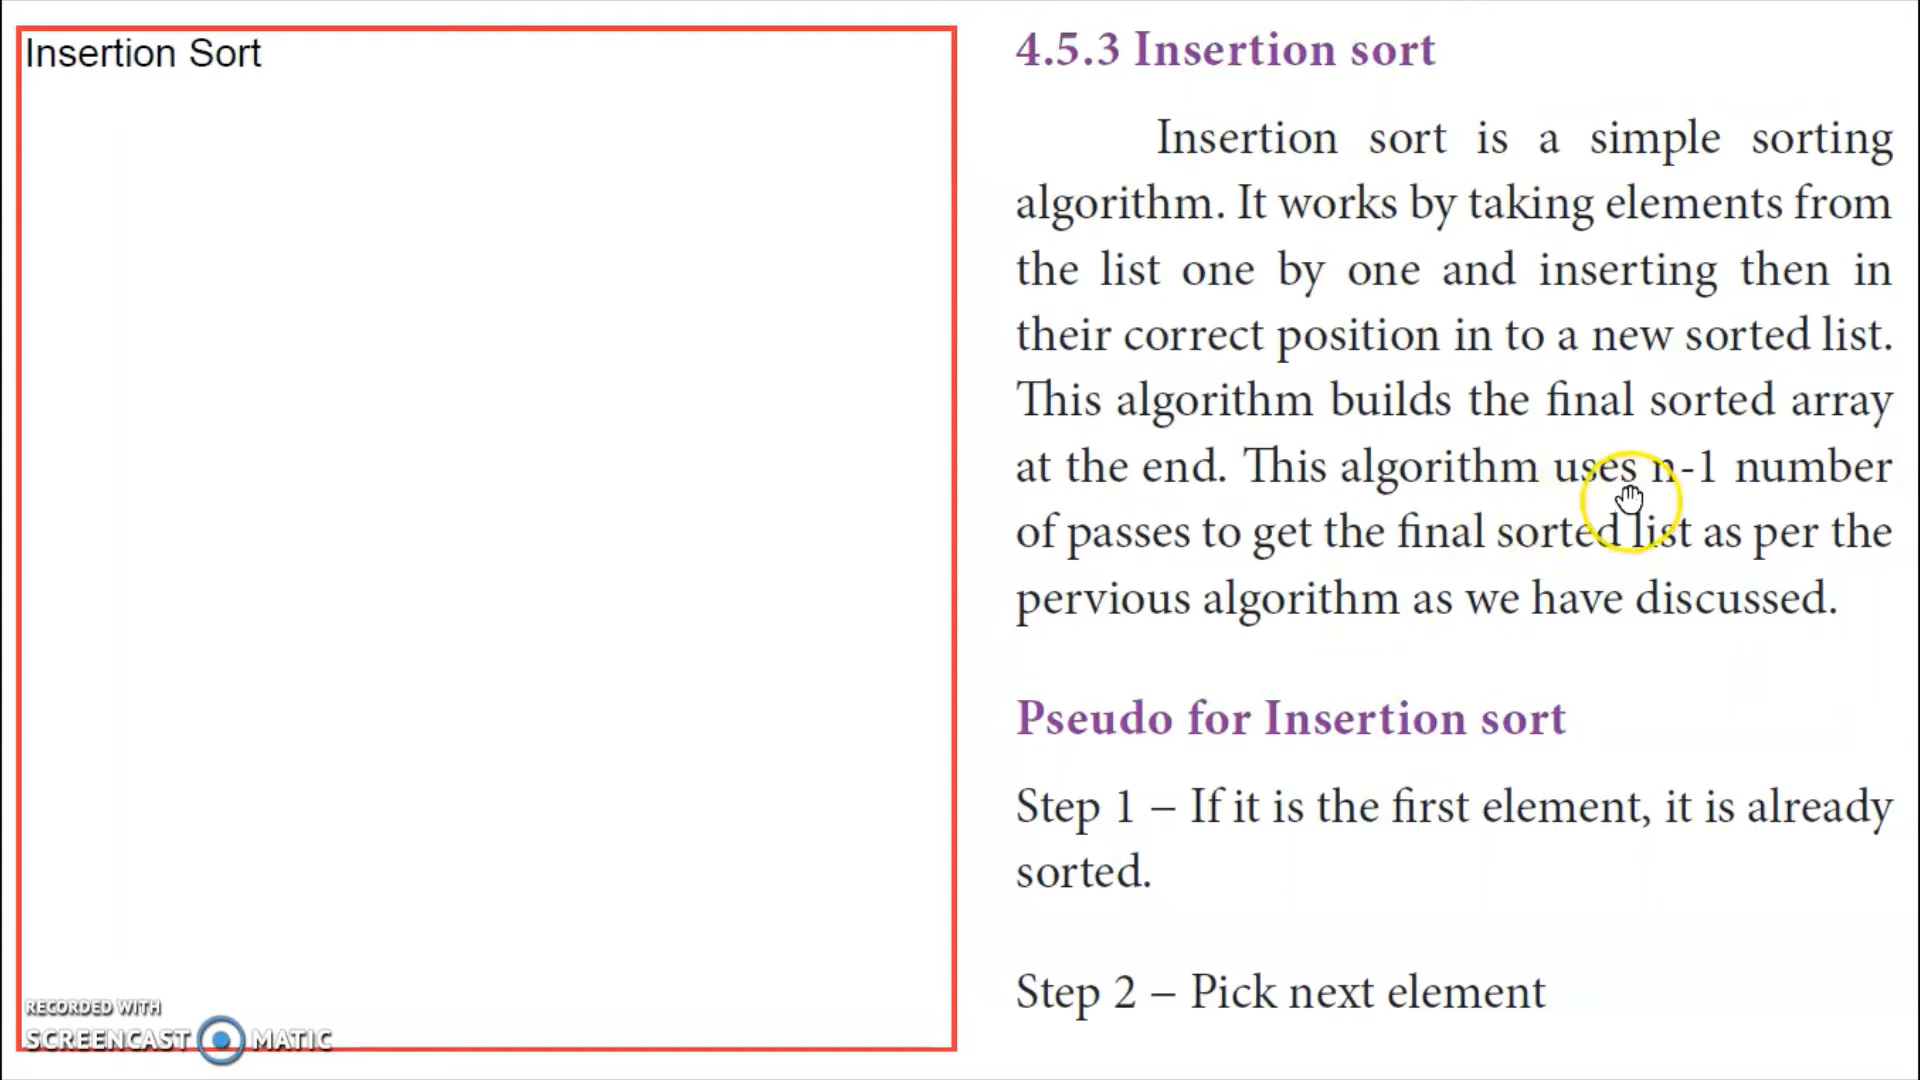 Insertion Sort
4.5.3 Insertion sort
Insertion sort is a simple sorting
algorithm. It works by taking elements from
the list one by one and inserting then in
their correct position in to a new sorted list.
This algorithm builds the final sorted array
at the end. This algorithm uses n-1 number
of passes to get the final sorted list as per the
pervious algorithm as we have discussed.
Pseudo for Insertion sort
Step 1 – If it is the first element, it is already
sorted.
Step 2 – Pick next element
RECORDED WITH
SCREENCAST MATIC